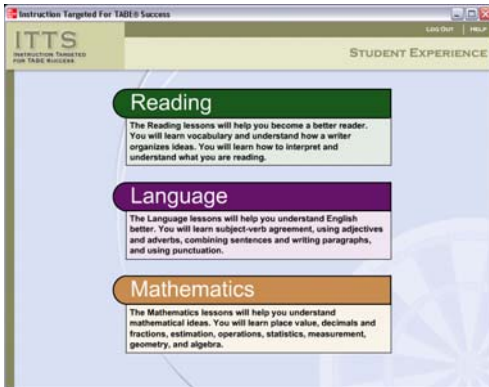 Instruction Targeted For TABE® Success
LOG OUT | HELP
ITTS
INSTRUCTION TARGETED
FOR TABE SUCCESS
STUDENT EXPERIENCE
Reading
The Reading lessons will help you become a better reader.
You will learn vocabulary and understand how a writer
organizes ideas. You will learn how to interpret and
understand what you are reading.
Language
The Language lessons will help you understand English
better. You will learn subject-verb agreement, using adjectives
and adverbs, combining sentences and writing paragraphs,
and using punctuation.
Mathematics
The Mathematics lessons will help you understand
mathematical ideas. You will learn place value, decimals and
fractions, estimation, operations, statistics, measurement,
geometry, and algebra.